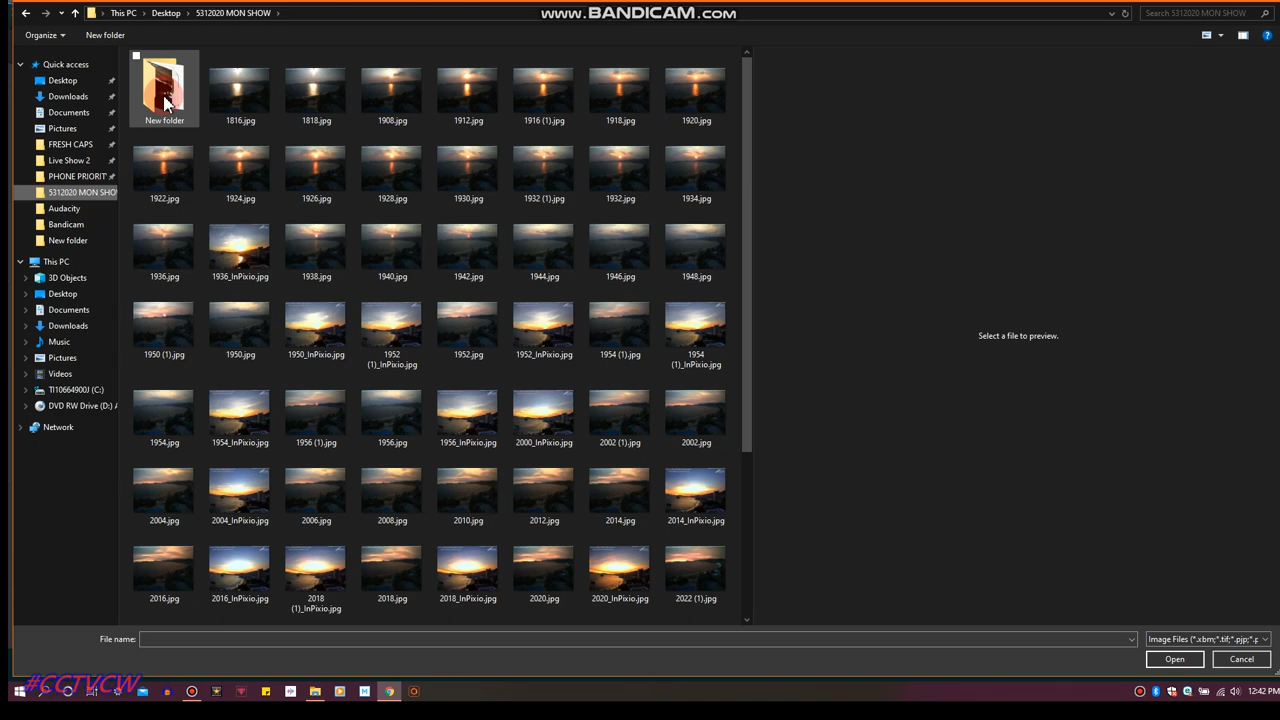 This PC > Desktop > 5312020 MON SHOW >
www.BANDICAM.com
Search 5312020 MON SHOW
Organize
New folder
Quick access
Desktop
Downloads
Documents
Pictures
FRESH CAPS
Live Show 2
PHONE PRIORIT
5312020 MON SHO
Audacity
Bandicam
New folder
This PC
3D Objects
Desktop
Documents
Downloads
Music
Pictures
Videos
TI10664900J (C:)
DVD RW Drive (D:) A
Network
New folder
1816.jpg
1818.jpg
1908.jpg
1912.jpg
1916 (1).jpg
1918.jpg
1920.jpg
1922.jpg
1924.jpg
1926.jpg
1928.jpg
1930.jpg
1932 (1).jpg
1932.jpg
1934.jpg
1936.jpg
1936_InPixio.jpg
1938.jpg
1940.jpg
1942.jpg
1944.jpg
1946.jpg
1948.jpg
1950 (1).jpg
1950.jpg
1950_InPixio.jpg
1952
(1)_InPixio.jpg
1952.jpg
1952_InPixio.jpg
1954 (1).jpg
1954
(1)_InPixio.jpg
1954.jpg
1954_InPixio.jpg
1956 (1).jpg
1956.jpg
1956_InPixio.jpg
2000_InPixio.jpg
2002 (1).jpg
2002.jpg
2004.jpg
2004_InPixio.jpg
2006.jpg
2008.jpg
2010.jpg
2012.jpg
2014.jpg
2014_InPixio.jpg
2016.jpg
2016_InPixio.jpg
2018
(1)_InPixio.jpg
2018.jpg
2018_InPixio.jpg
2020.jpg
2020_InPixio.jpg
2022 (1).jpg
Select a file to preview.
File name:
Image Files (*.xbm;*.tif;*.pjp;*.p
Open
Cancel
#CCTVCW
12:42 PM